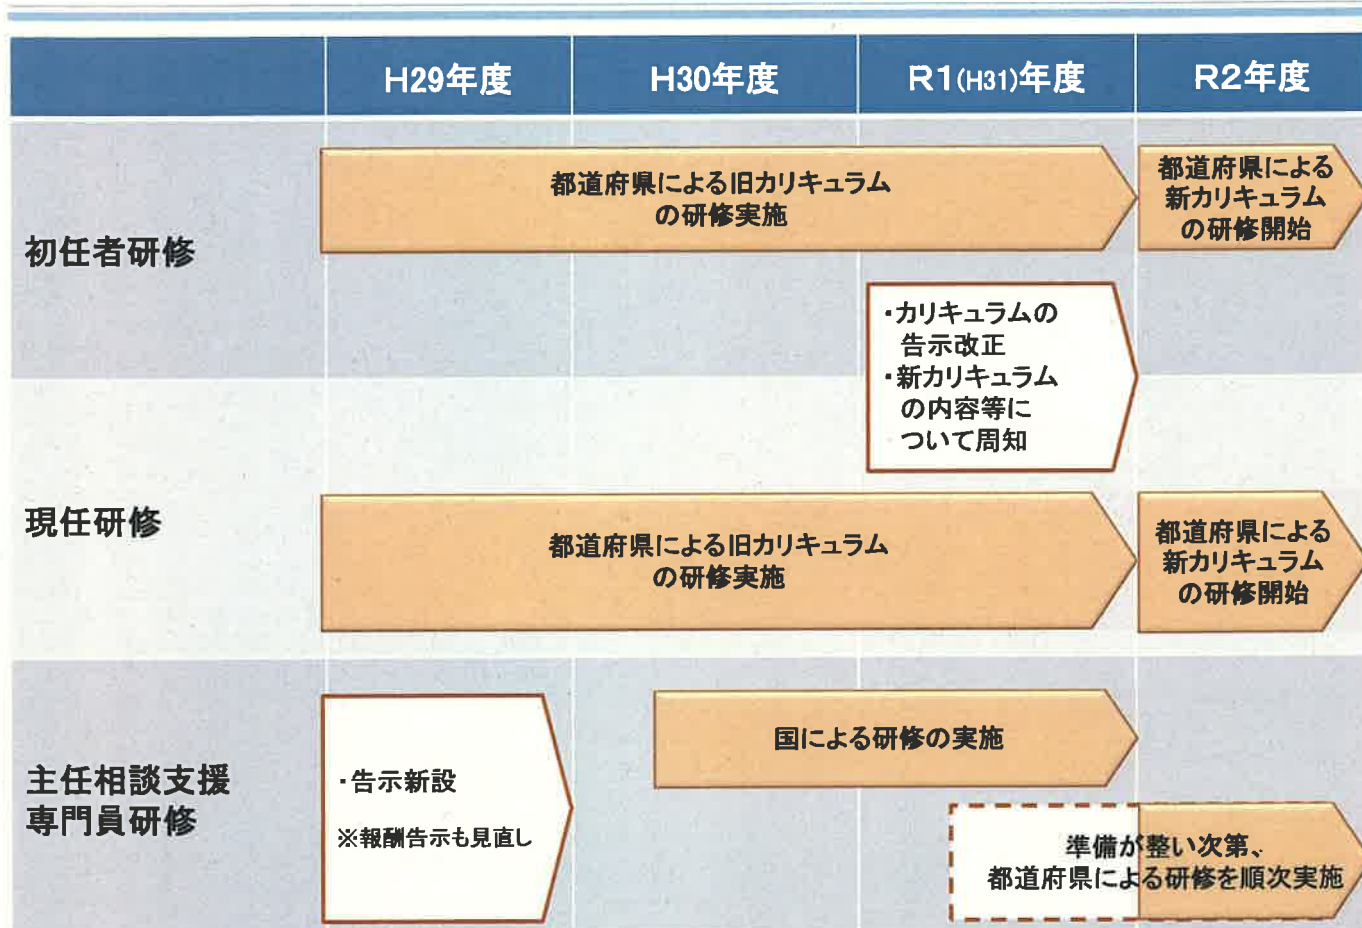 H29年度
H30年度
R1(H31)年度
R2年度
初任者研修
都道府県による旧カリキュラム
の研修実施
都道府県による
新カリキュラム
の研修開始
・カリキュラムの
告示改正
・新カリキュラム
の内容等に
ついて周知
現任研修
都道府県による旧カリキュラム
の研修実施
都道府県による
新カリキュラム
の研修開始
主任相談支援
専門員研修
・告示新設
※報酬告示も見直し
国による研修の実施
準備が整い次第、
都道府県による研修を順次実施